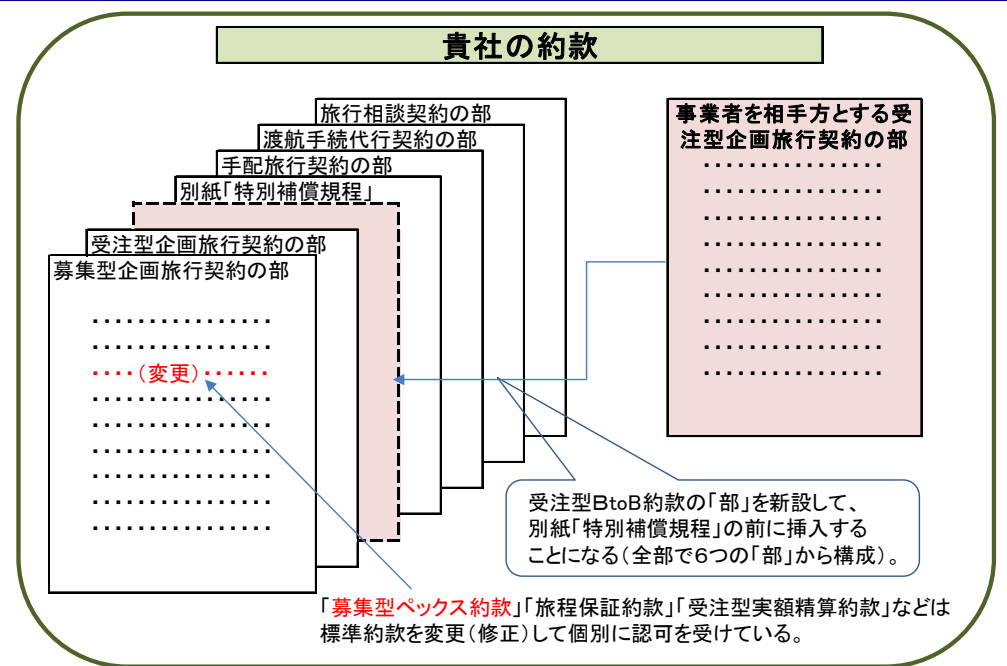 貴社の約款
旅行相談契約の部
渡航手続代行契約の部
手配旅行契約の部
別紙「特別補償規程」
受注型企画旅行契約の部
募集型企画旅行契約の部
・・・・・・・・・・・・・・・・
・・・・・・・・・・・・・・・・
・・・・(変更)・・・・・・
・・・・・・・・・・・・・・・・
・・・・・・・・・・・・・・・・
・・・・・・・・・・・・・・・・
・・・・・・・・・・・・・・・・
・・・・・・・・・・・・・・・・
・・・・・・・・・・・・・・・・
事業者を相手方とする受
注型企画旅行契約の部
・・・・・・・・・・・・・・・・
・・・・・・・・・・・・・・・・
・・・・・・・・・・・・・・・・
・・・・・・・・・・・・・・・・
・・・・・・・・・・・・・・・・
・・・・・・・・・・・・・・・・
・・・・・・・・・・・・・・・・
・・・・・・・・・・・・・・・・
・・・・・・・・・・・・・・・・
受注型BtoB約款の「部」を新設して、
別紙「特別補償規程」の前に挿入する
ことになる(全部で6つの「部」から構成)。
「募集型ペックス約款」「旅程保証約款」「受注型実額精算約款」などは
標準約款を変更(修正)して個別に認可を受けている。